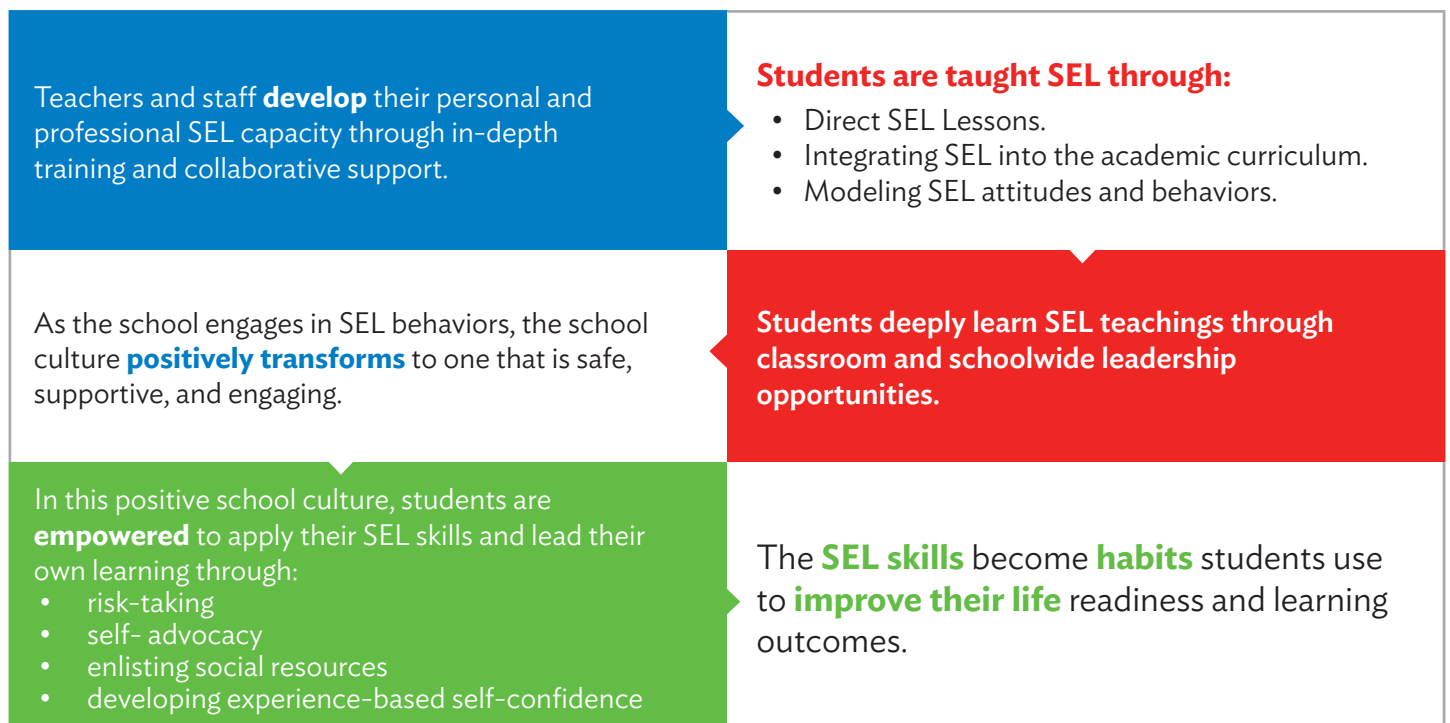 Teachers and staff develop their personal and
professional SEL capacity through in-depth
training and collaborative support.
Students are taught SEL through:
• Direct SEL Lessons.
• Integrating SEL into the academic curriculum.
• Modeling SEL attitudes and behaviors.
Students deeply learn SEL teachings through
classroom and schoolwide leadership
opportunities.
As the school engages in SEL behaviors, the school
culture positively transforms to one that is safe,
supportive, and engaging.
In this positive school culture, students are
empowered to apply their SEL skills and lead their
own learning through:
• risk-taking
• self- advocacy
• enlisting social resources
• developing experience-based self-confidence
The SEL skills become habits students use
to improve their life readiness and learning
outcomes.